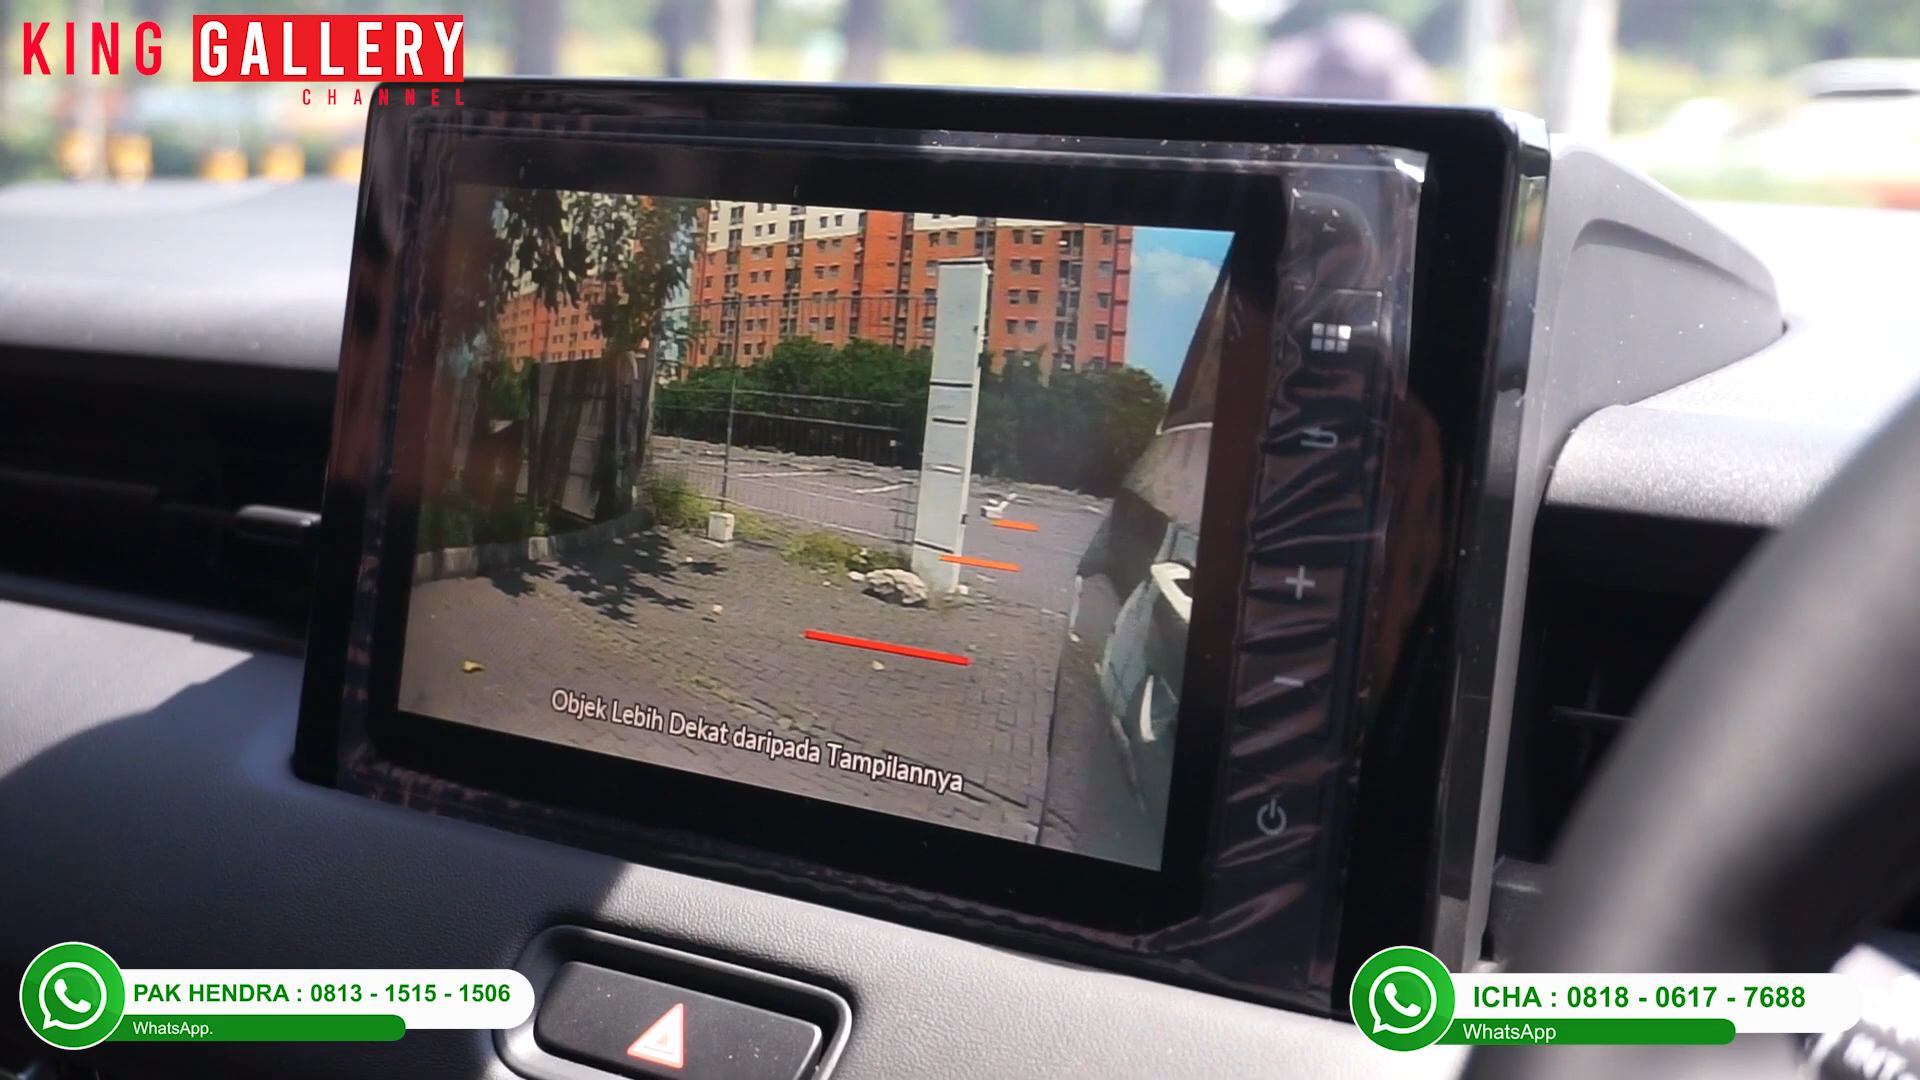 KING GALLERY
CHANNEL
Objek Lebih Dekat daripada Tampilannya
PAK HENDRA : 0813 - 1515 - 1506
WhatsApp.
ICHA : 0818 - 0617 - 7688
WhatsApp